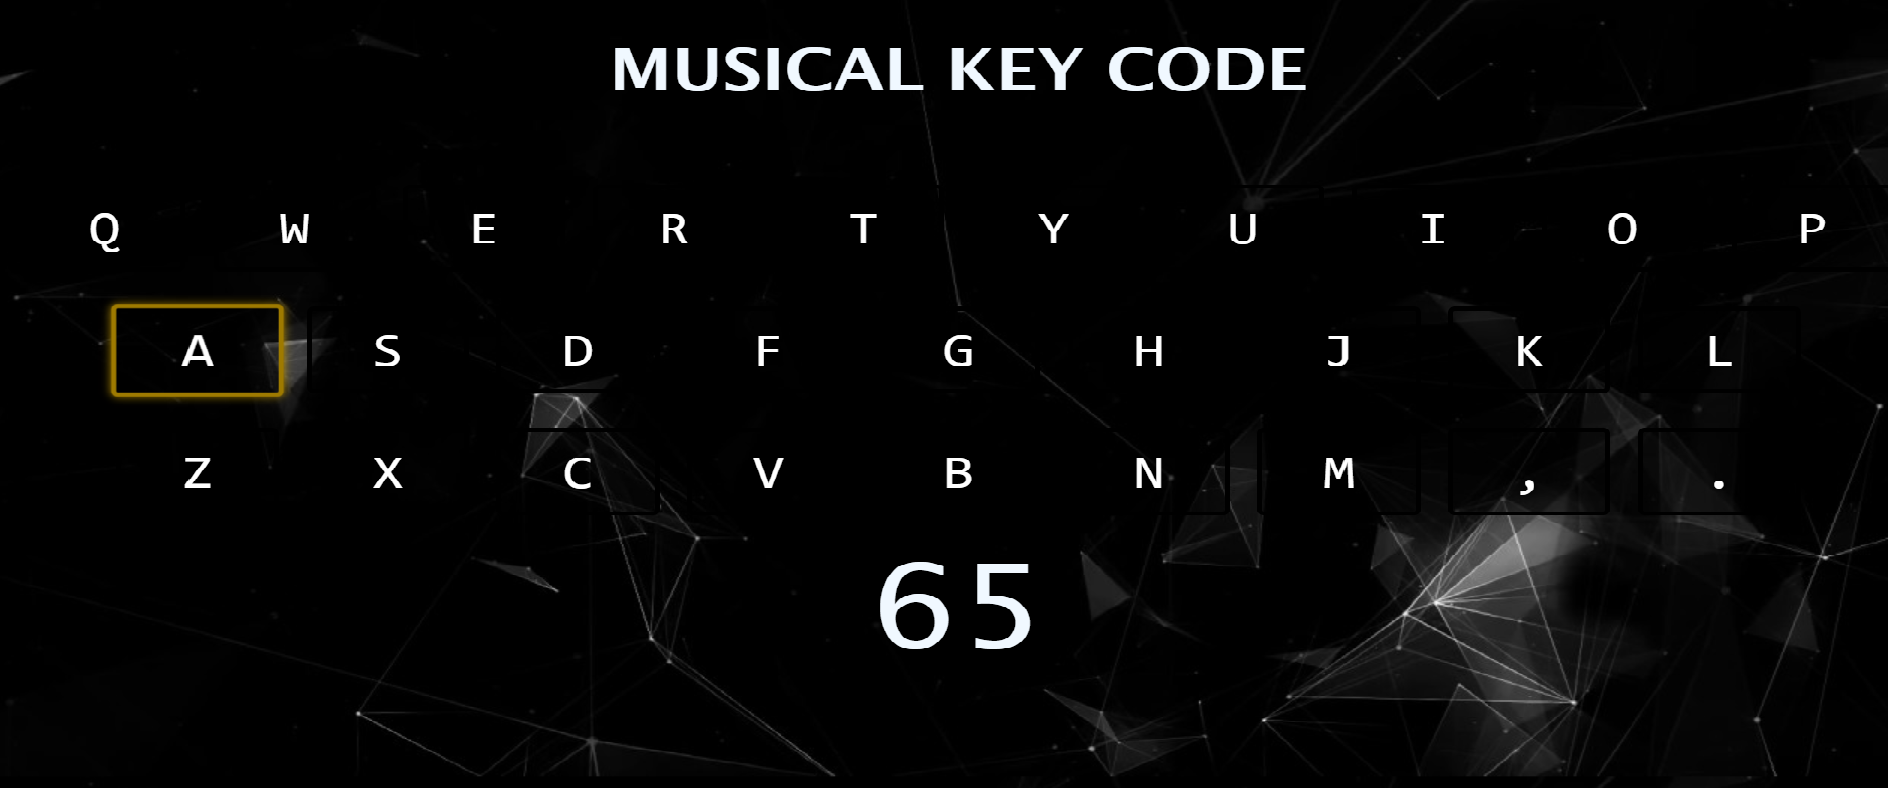 MUSICAL KEY CODE
Q W E R T Y U I O P
A S D F G H J K L
Z X C V B N M , .
65